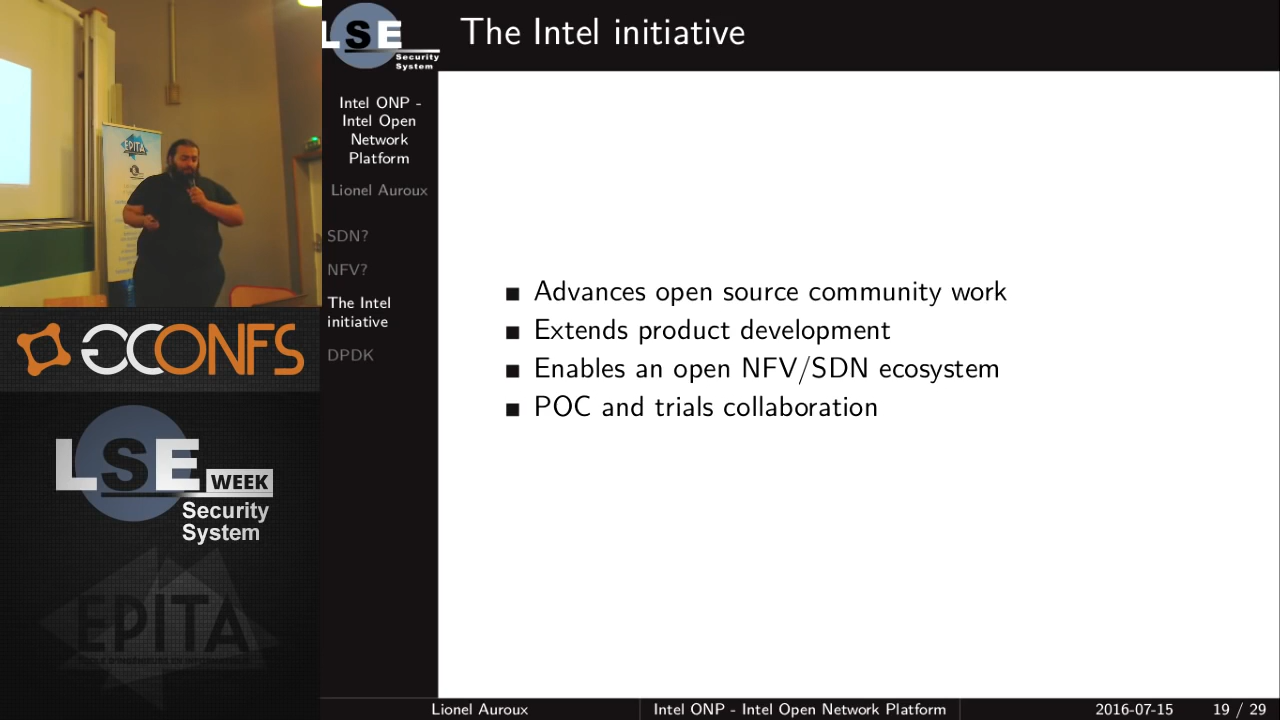 EPITA
LSE
Security
System
The Intel initiative
Intel ONP -
Intel Open
Network
Platform
Lionel Auroux
SDN?
NFV?
The Intel
initiative
DPDK
■ Advances open source community work
■ Extends product development
■ Enables an open NFV/SDN ecosystem
■ POC and trials collaboration
CONFS
LSE
WEEK
Security
System
EPITA
Lionel Auroux
Intel ONP - Intel Open Network Platform
2016-07-15
19 / 29